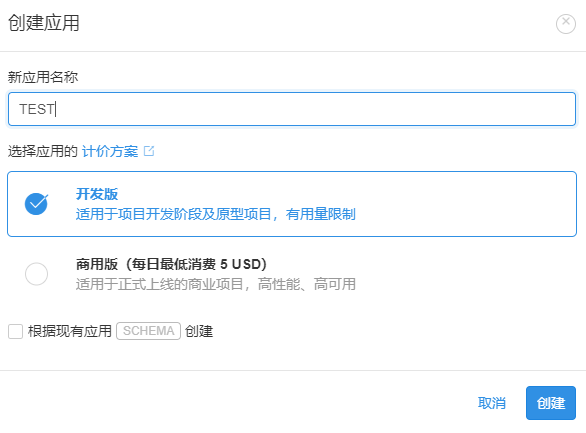 创建应用
新应用名称
TEST
选择应用的 计价方案
开发版
适用于项目开发阶段及原型项目，有用量限制
商用版（每日最低消费 5 USD）
适用于正式上线的商业项目，高性能、高可用
根据现有应用 SCHEMA 创建
取消 创建